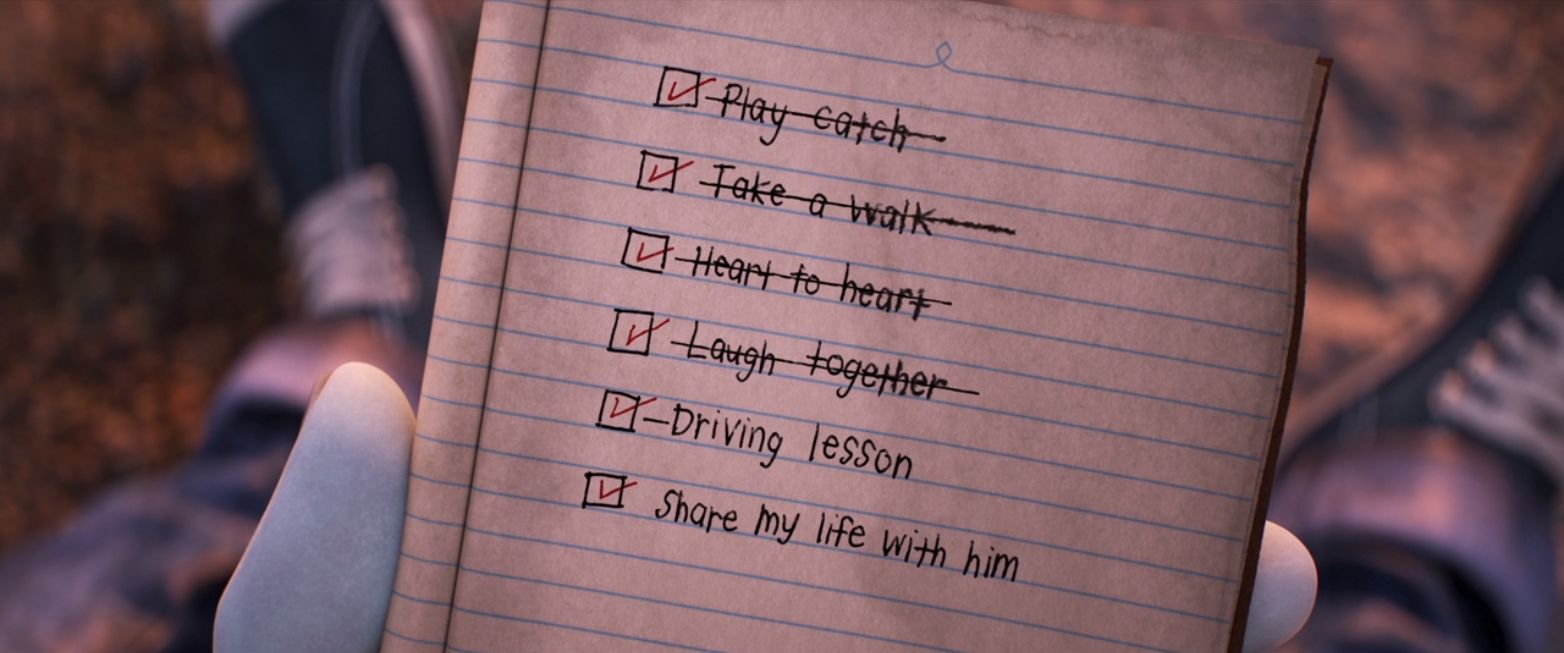 Play catch
Take a walk
Heart to heart
Laugh together
Driving lesson
Share my life with him